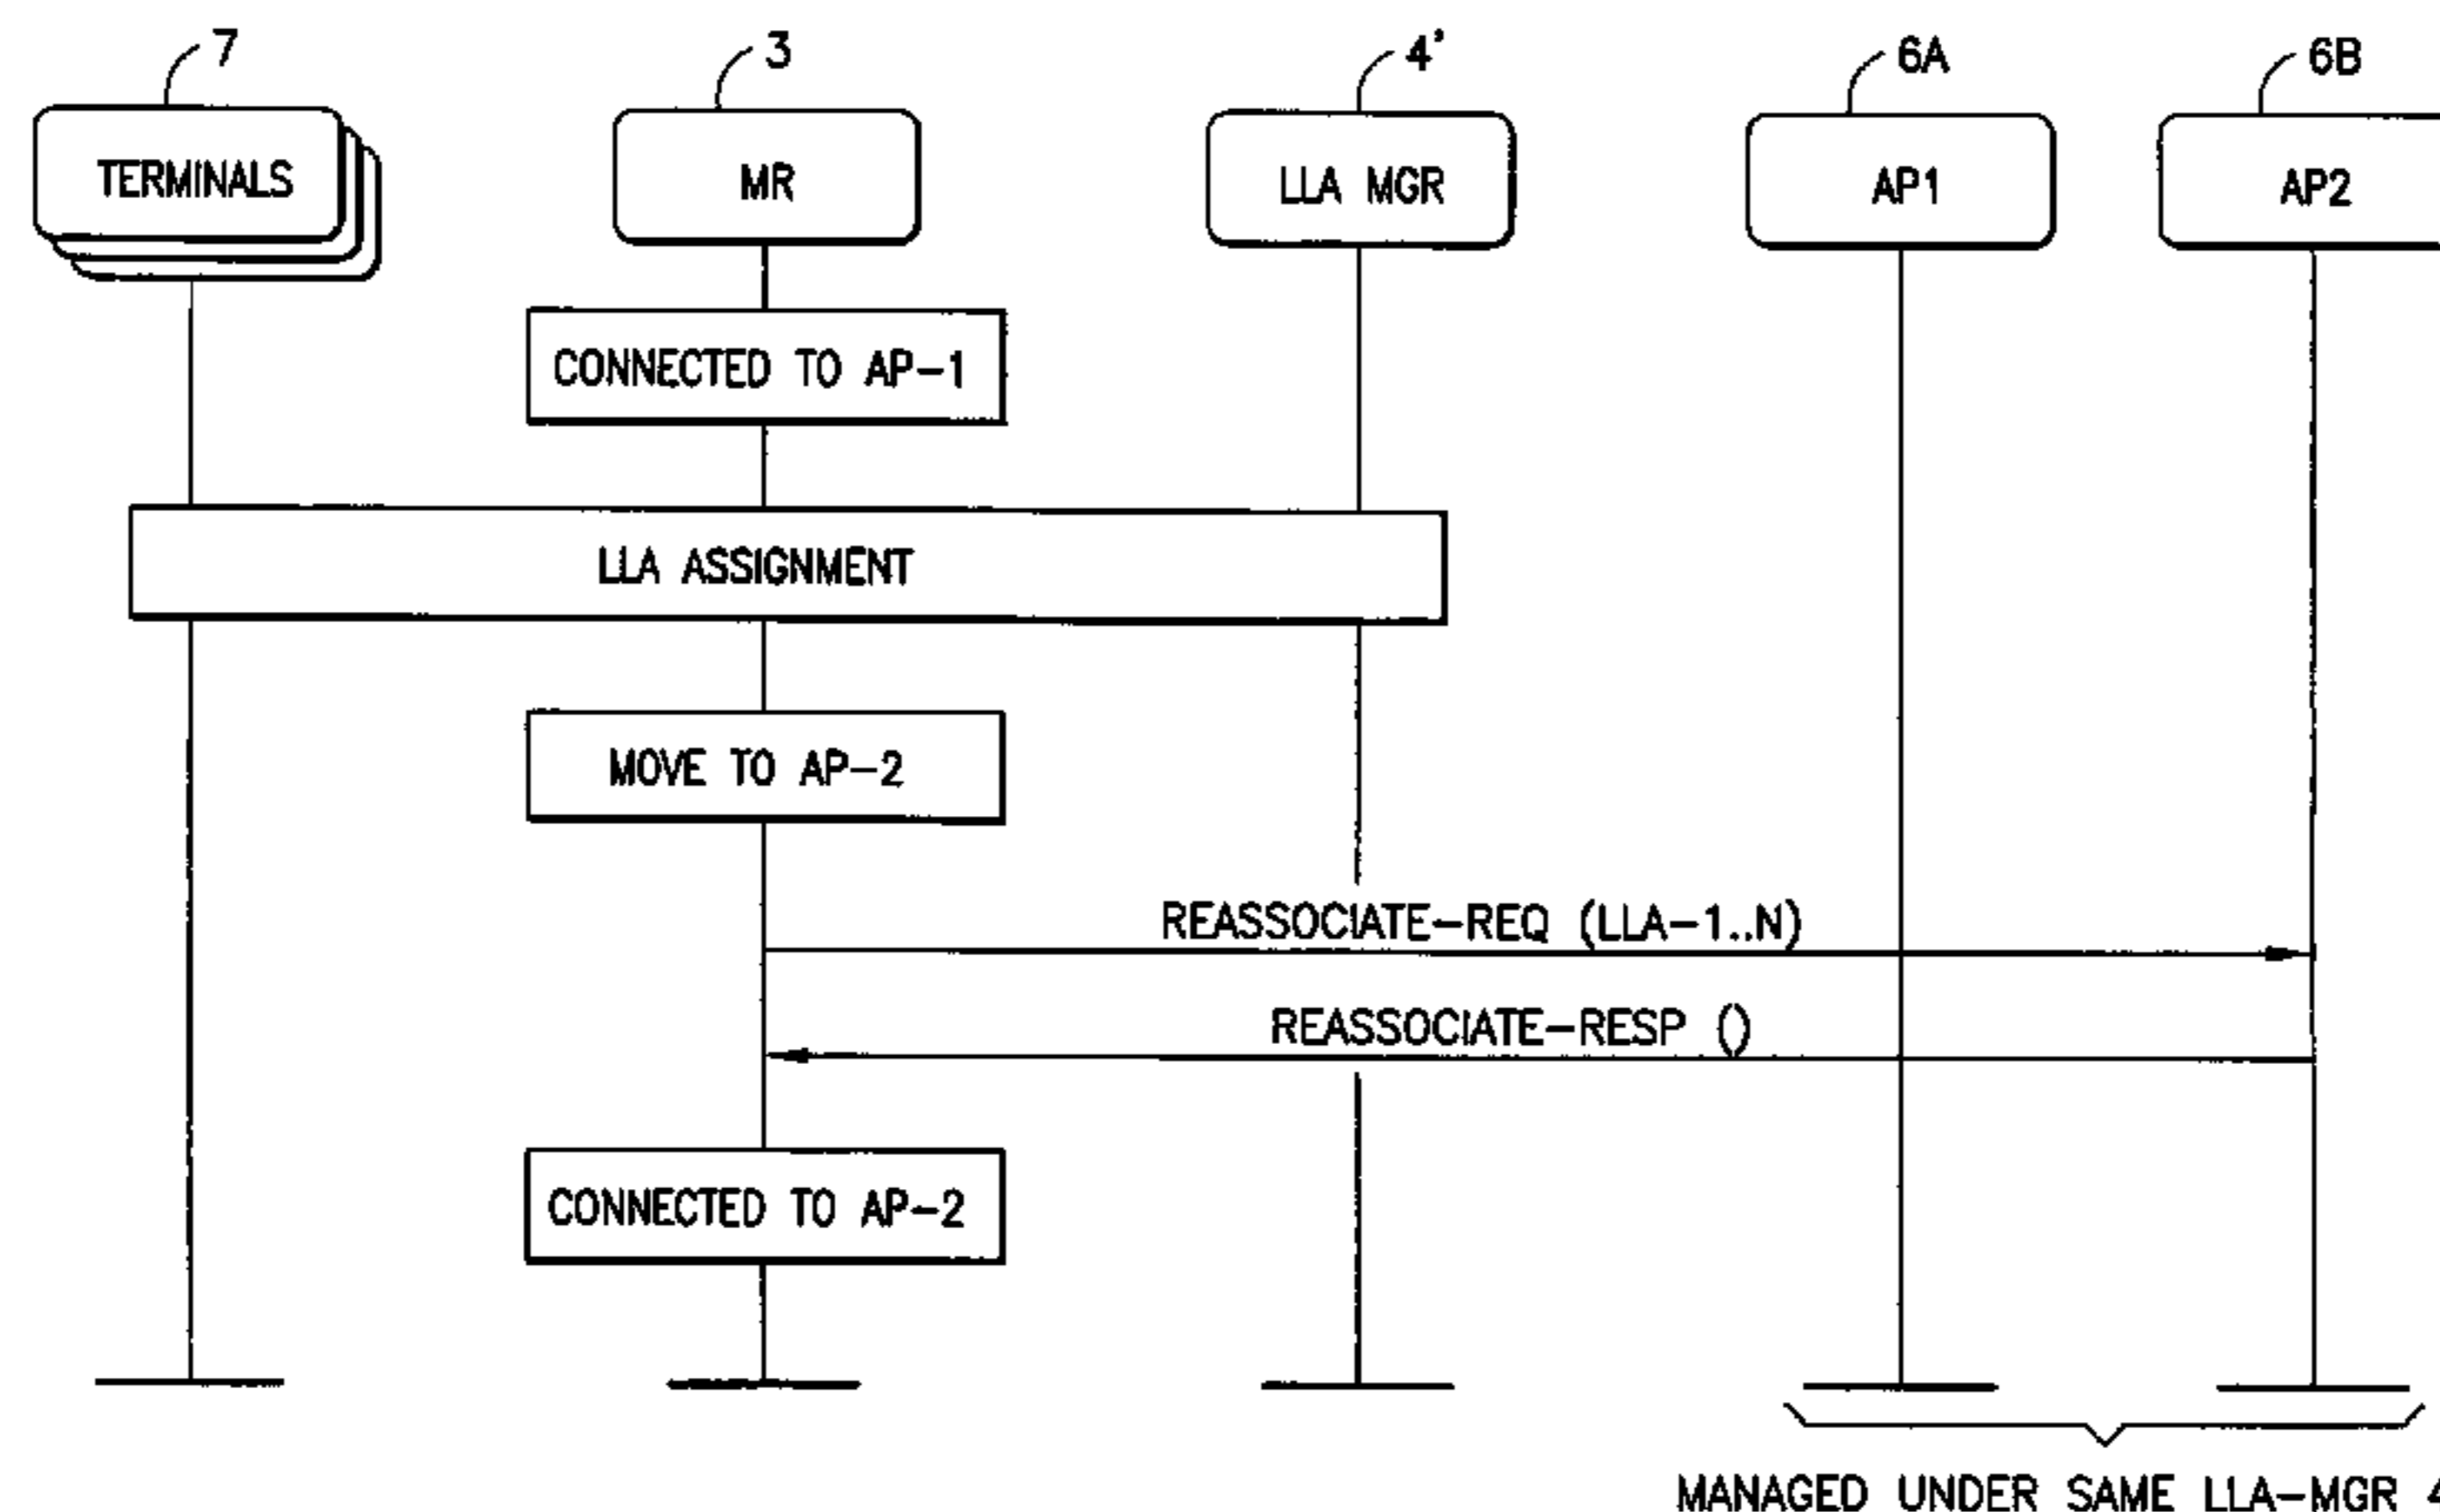 7
3
4'
6A
6B
TERMINALS
MR
LLA MGR
AP1
AP2
CONNECTED TO AP-1
LLA ASSIGNMENT
MOVE TO AP-2
REASSOCIATE-REQ (LLA-1..N)
REASSOCIATE-RESP ()
CONNECTED TO AP-2
MANAGED UNDER SAME LLA-MGR 4